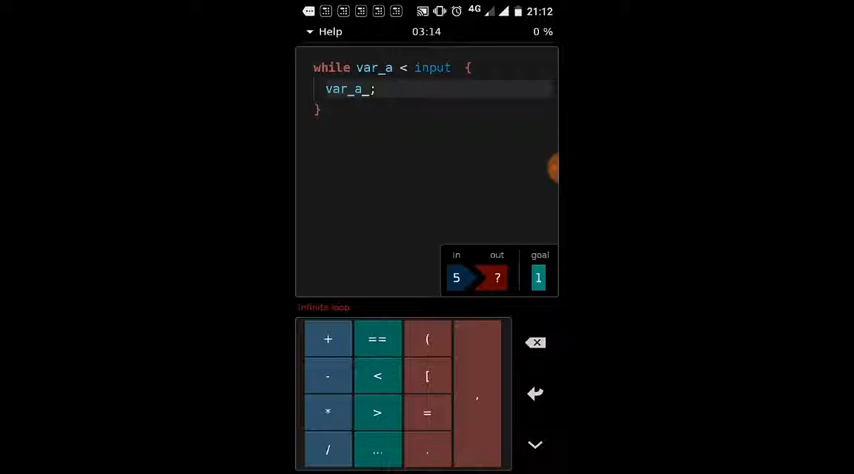 4G 21:12
Help 03:14 0 %
while var_a < input {
var_a_;
}
in out goal
5 ? 1
infinite loop
+ == (
- < [ ,
* > =
/ ... .